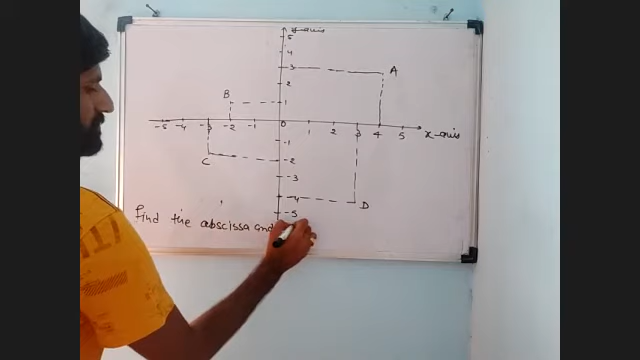 y-axis
5
4
3 A
2
B
1
-5 -4 -3 -2 -1 0 1 2 3 4 5 x-axis
-1
C -2
-3
-4 D
-5
Find the abscissa and